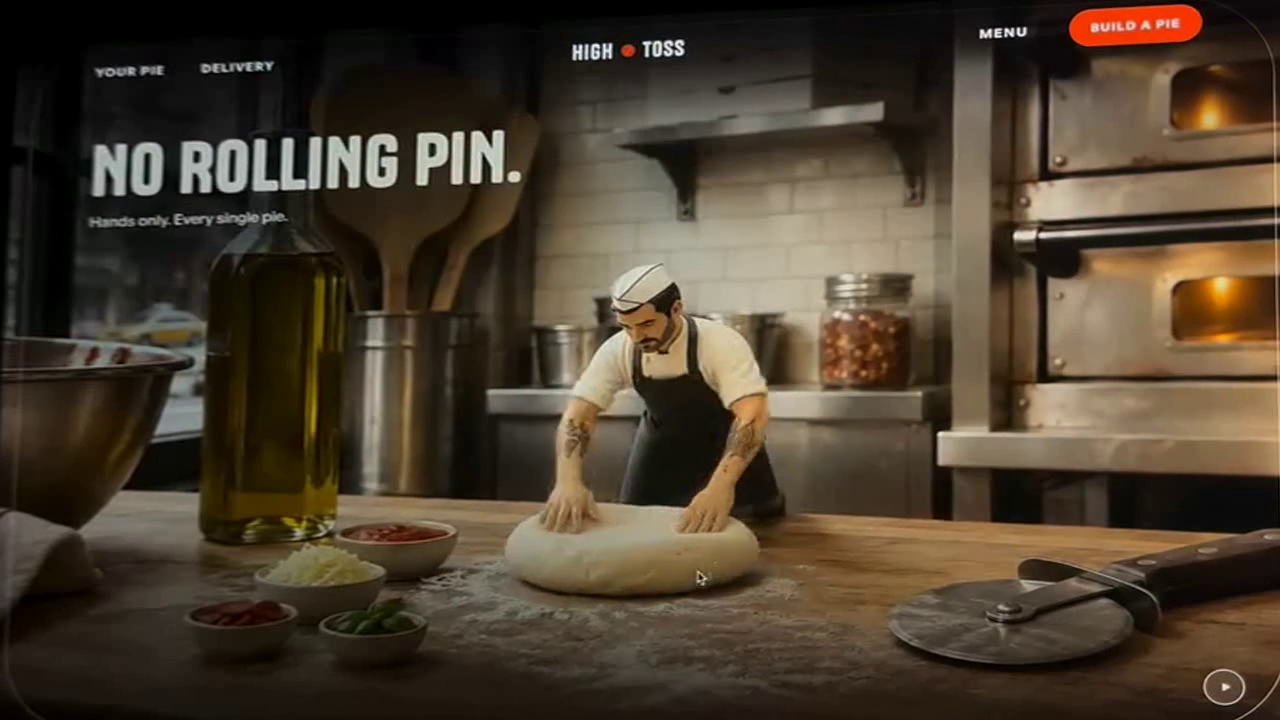 YOUR PIE
DELIVERY
HIGH TOSS
MENU
BUILD A PIE
NO ROLLING PIN.
Hands only. Every single pie.